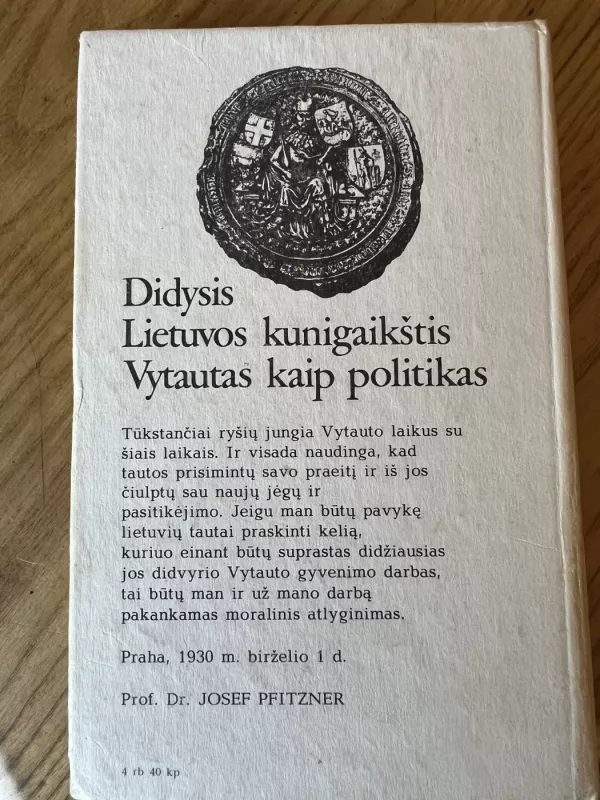 Didysis
Lietuvos kunigaikštis
Vytautas kaip politikas
Tūkstančiai ryšių jungia Vytauto laikus su
šiais laikais. Ir visada naudinga, kad
tautos prisimintų savo praeitį ir iš jos
čiulptų sau naujų jėgų ir
pasitikėjimo. Jeigu man būtų pavykę
lietuvių tautai praskinti kelią,
kuriuo einant būtų suprastas didžiausias
jos didvyrio Vytauto gyvenimo darbas,
tai būtų man ir už mano darbą
pakankamas moralinis atlyginimas.
Praha, 1930 m. birželio 1 d.
Prof. Dr. JOSEF PFITZNER
4 rb 40 kp